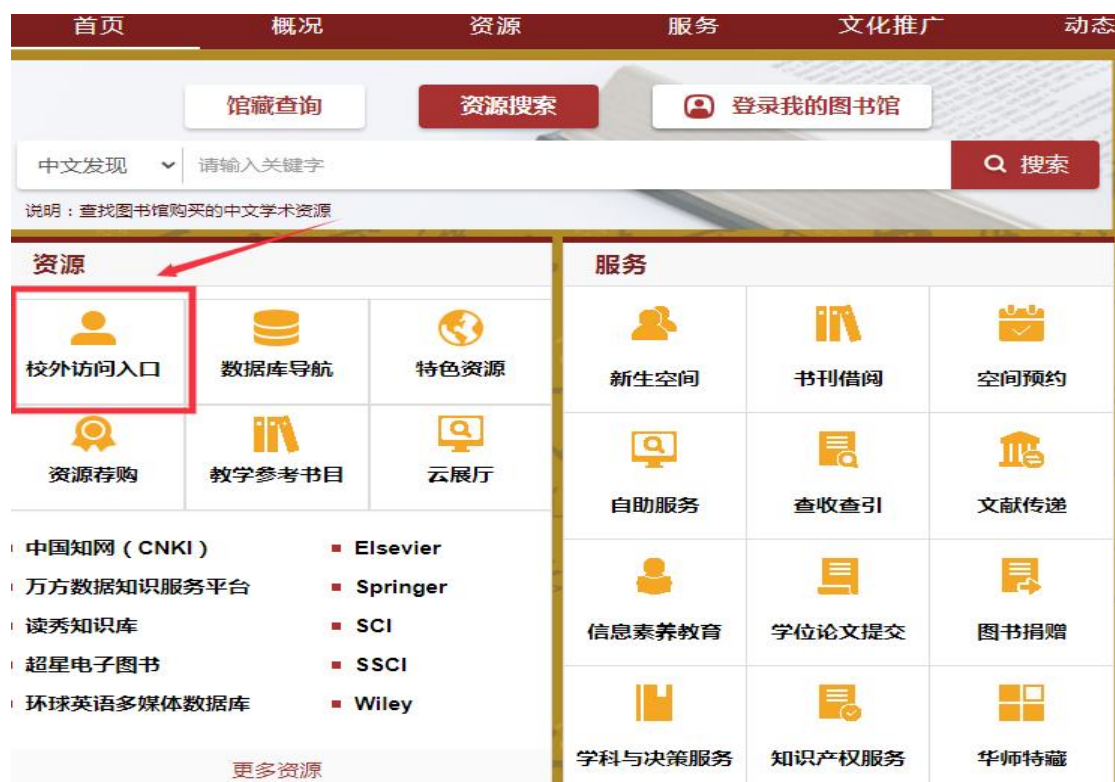 首页 概况 资源 服务 文化推广 动态
馆藏查询 资源搜索 登录我的图书馆
中文发现 请输入关键字 搜索
说明：查找图书馆购买的中文学术资源
资源
校外访问入口 数据库导航 特色资源
资源荐购 教学参考书目 云展厅
中国知网（CNKI） Elsevier
万方数据知识服务平台 Springer
读秀知识库 SCI
超星电子图书 SSCI
环球英语多媒体数据库 Wiley
更多资源
服务
新生空间 书刊借阅 空间预约
自助服务 查收查引 文献传递
信息素养教育 学位论文提交 图书捐赠
学科与决策服务 知识产权服务 华师特藏